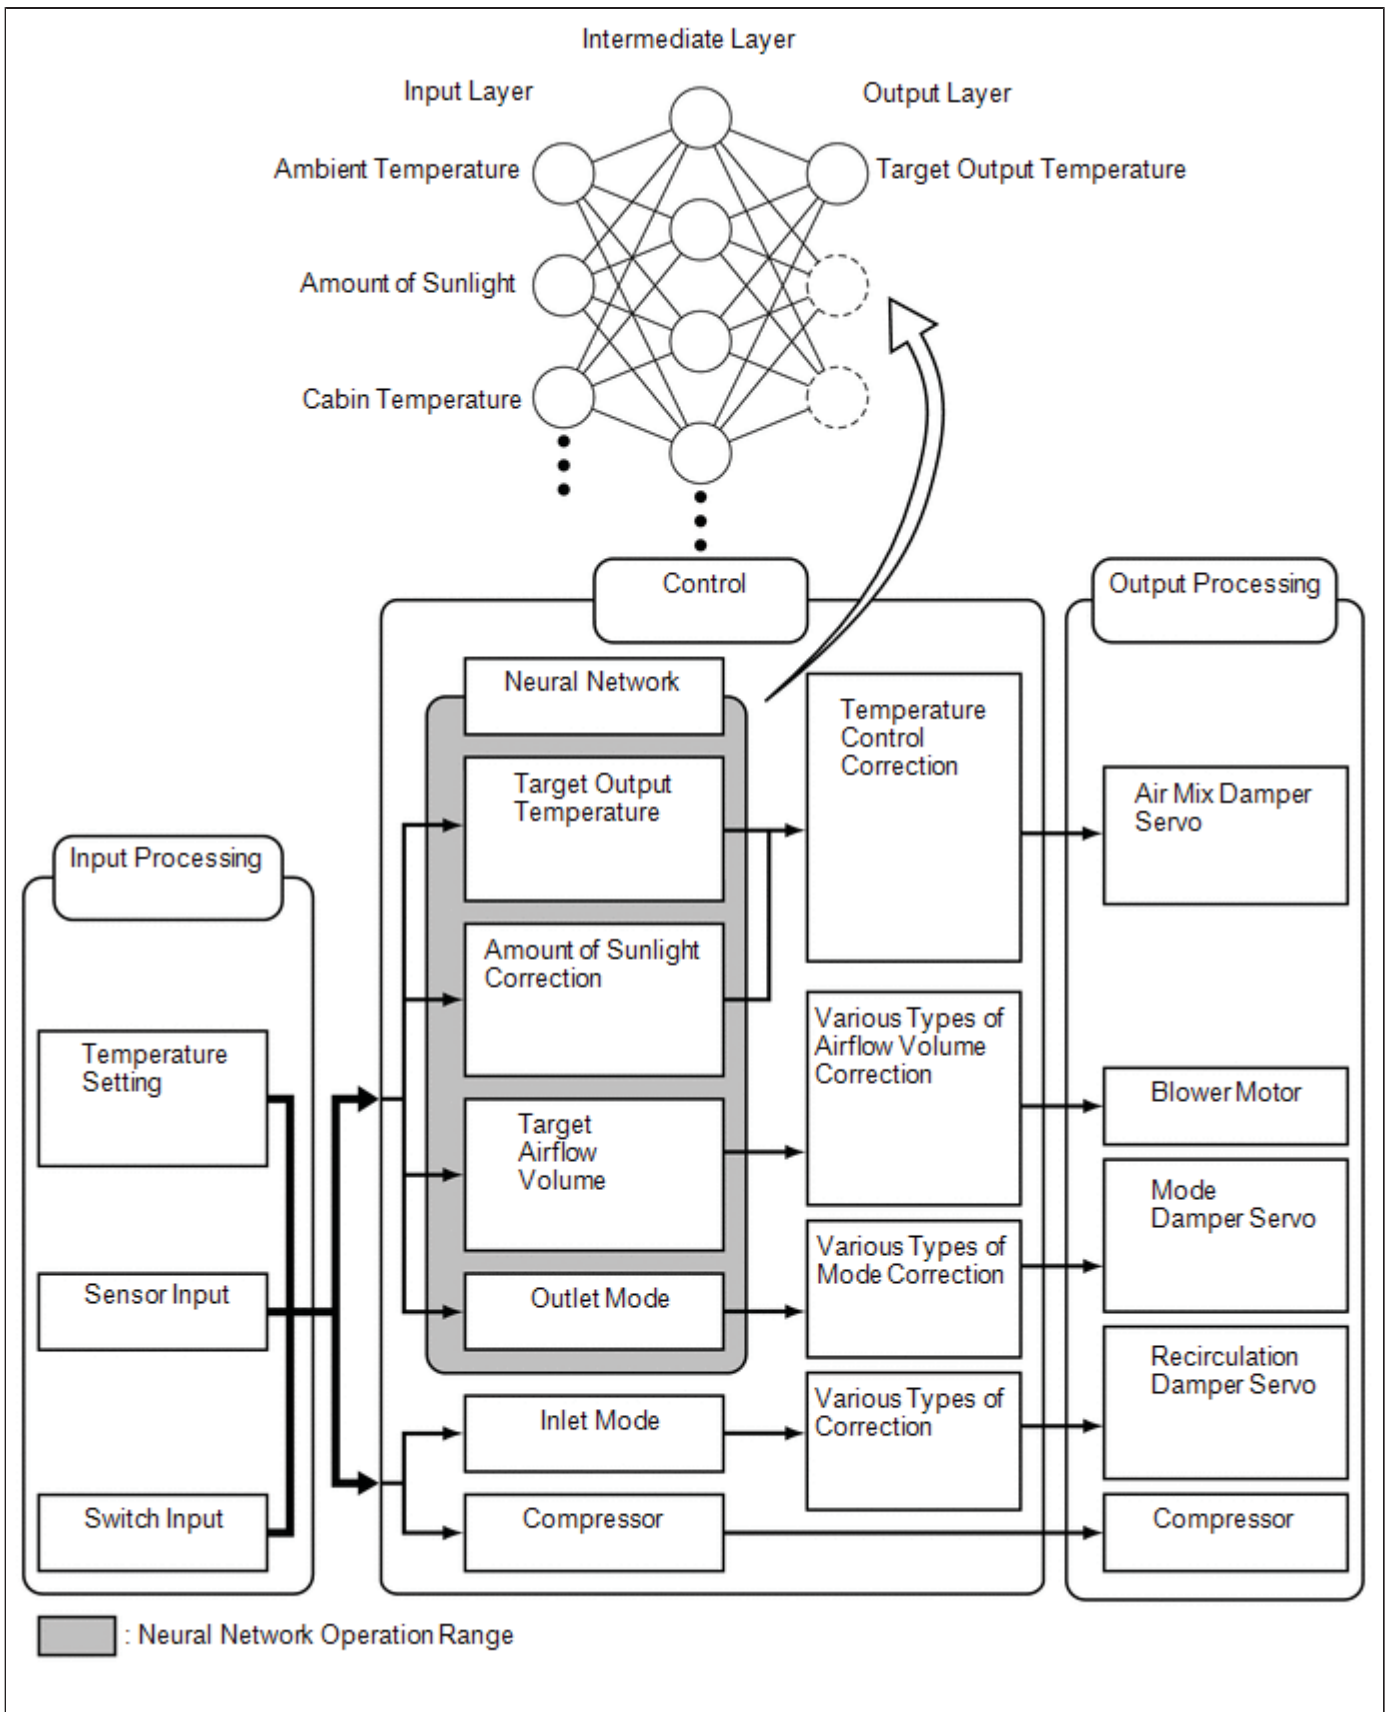 Intermediate Layer
Input Layer
Output Layer
Ambient Temperature
Target Output Temperature
Amount of Sunlight
Cabin Temperature
Control
Output Processing
Neural Network
Temperature
Control
Correction
Target Output
Temperature
Air Mix Damper
Servo
Input Processing
Amount of Sunlight
Correction
Various Types of
Airflow Volume
Correction
Temperature
Setting
Blower Motor
Target
Airflow
Volume
Mode
Damper Servo
Various Types of
Mode Correction
Sensor Input
Outlet Mode
Recirculation
Damper Servo
Inlet Mode
Various Types of
Correction
Switch Input
Compressor
Compressor
: Neural Network Operation Range